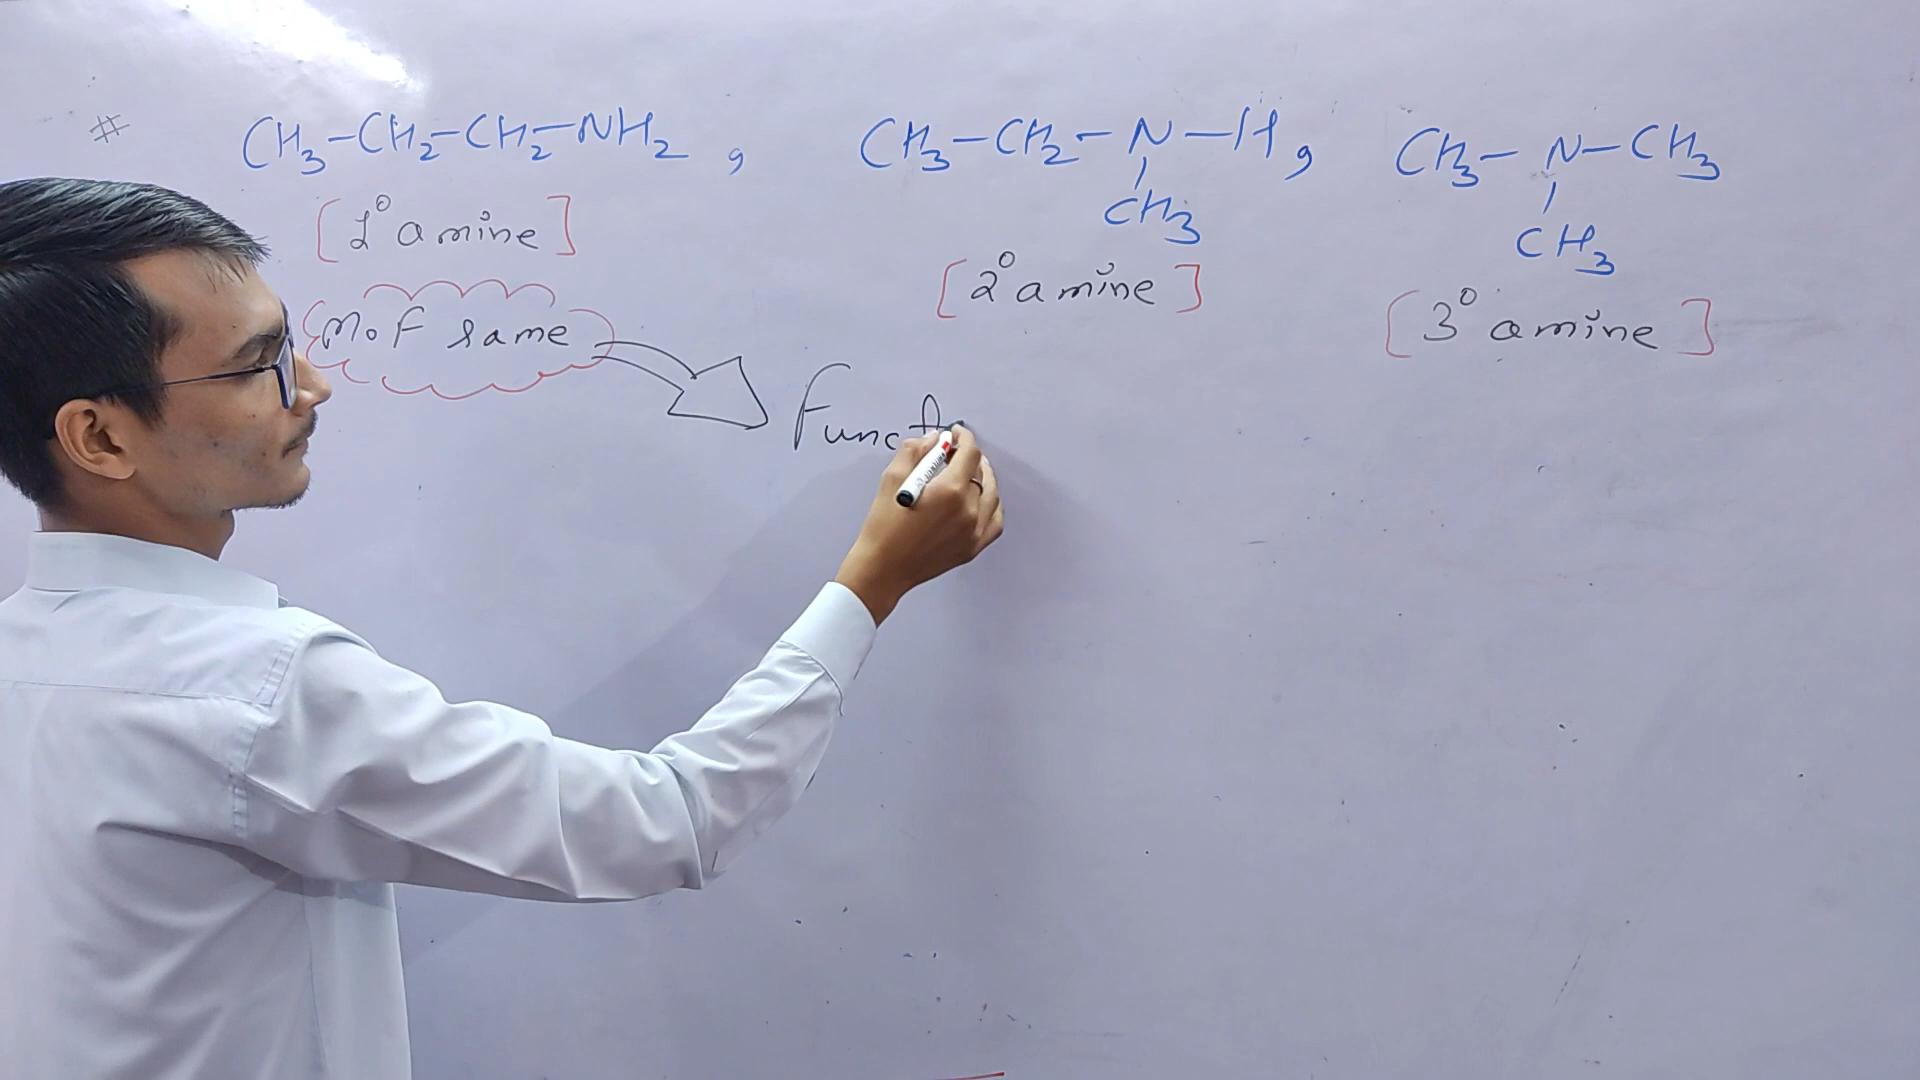 # CH3-CH2-CH2-NH2, CH3-CH2-N-H, CH3-N-CH3
CH3 CH3
[1° amine] [2° amine] [3° amine]
M.F same
Funct